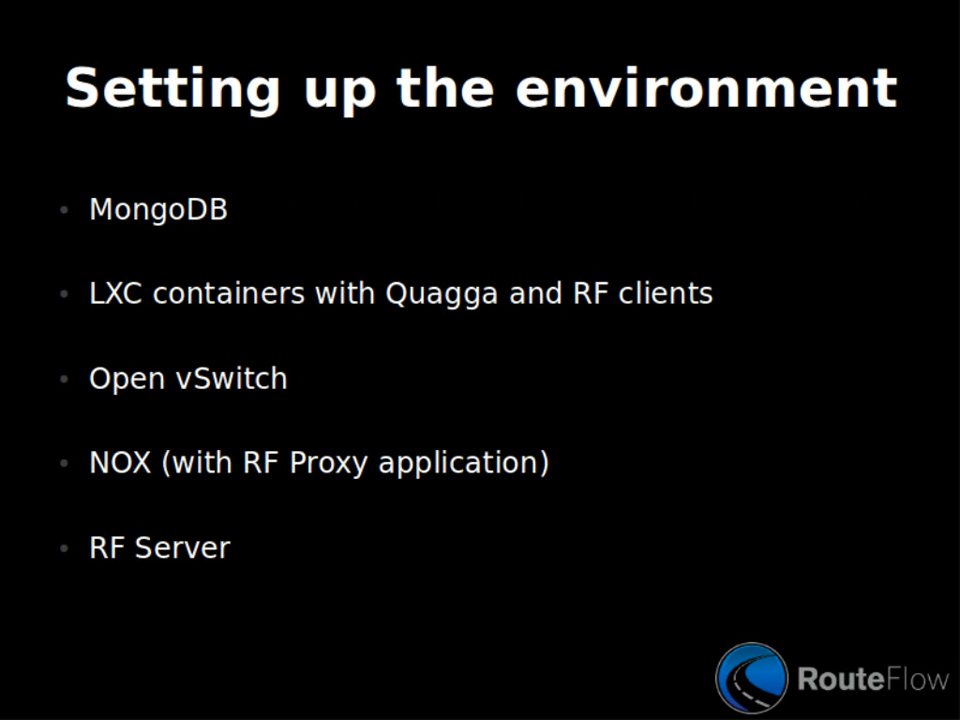 Setting up the environment
• MongoDB
• LXC containers with Quagga and RF clients
• Open vSwitch
• NOX (with RF Proxy application)
• RF Server
RouteFlow